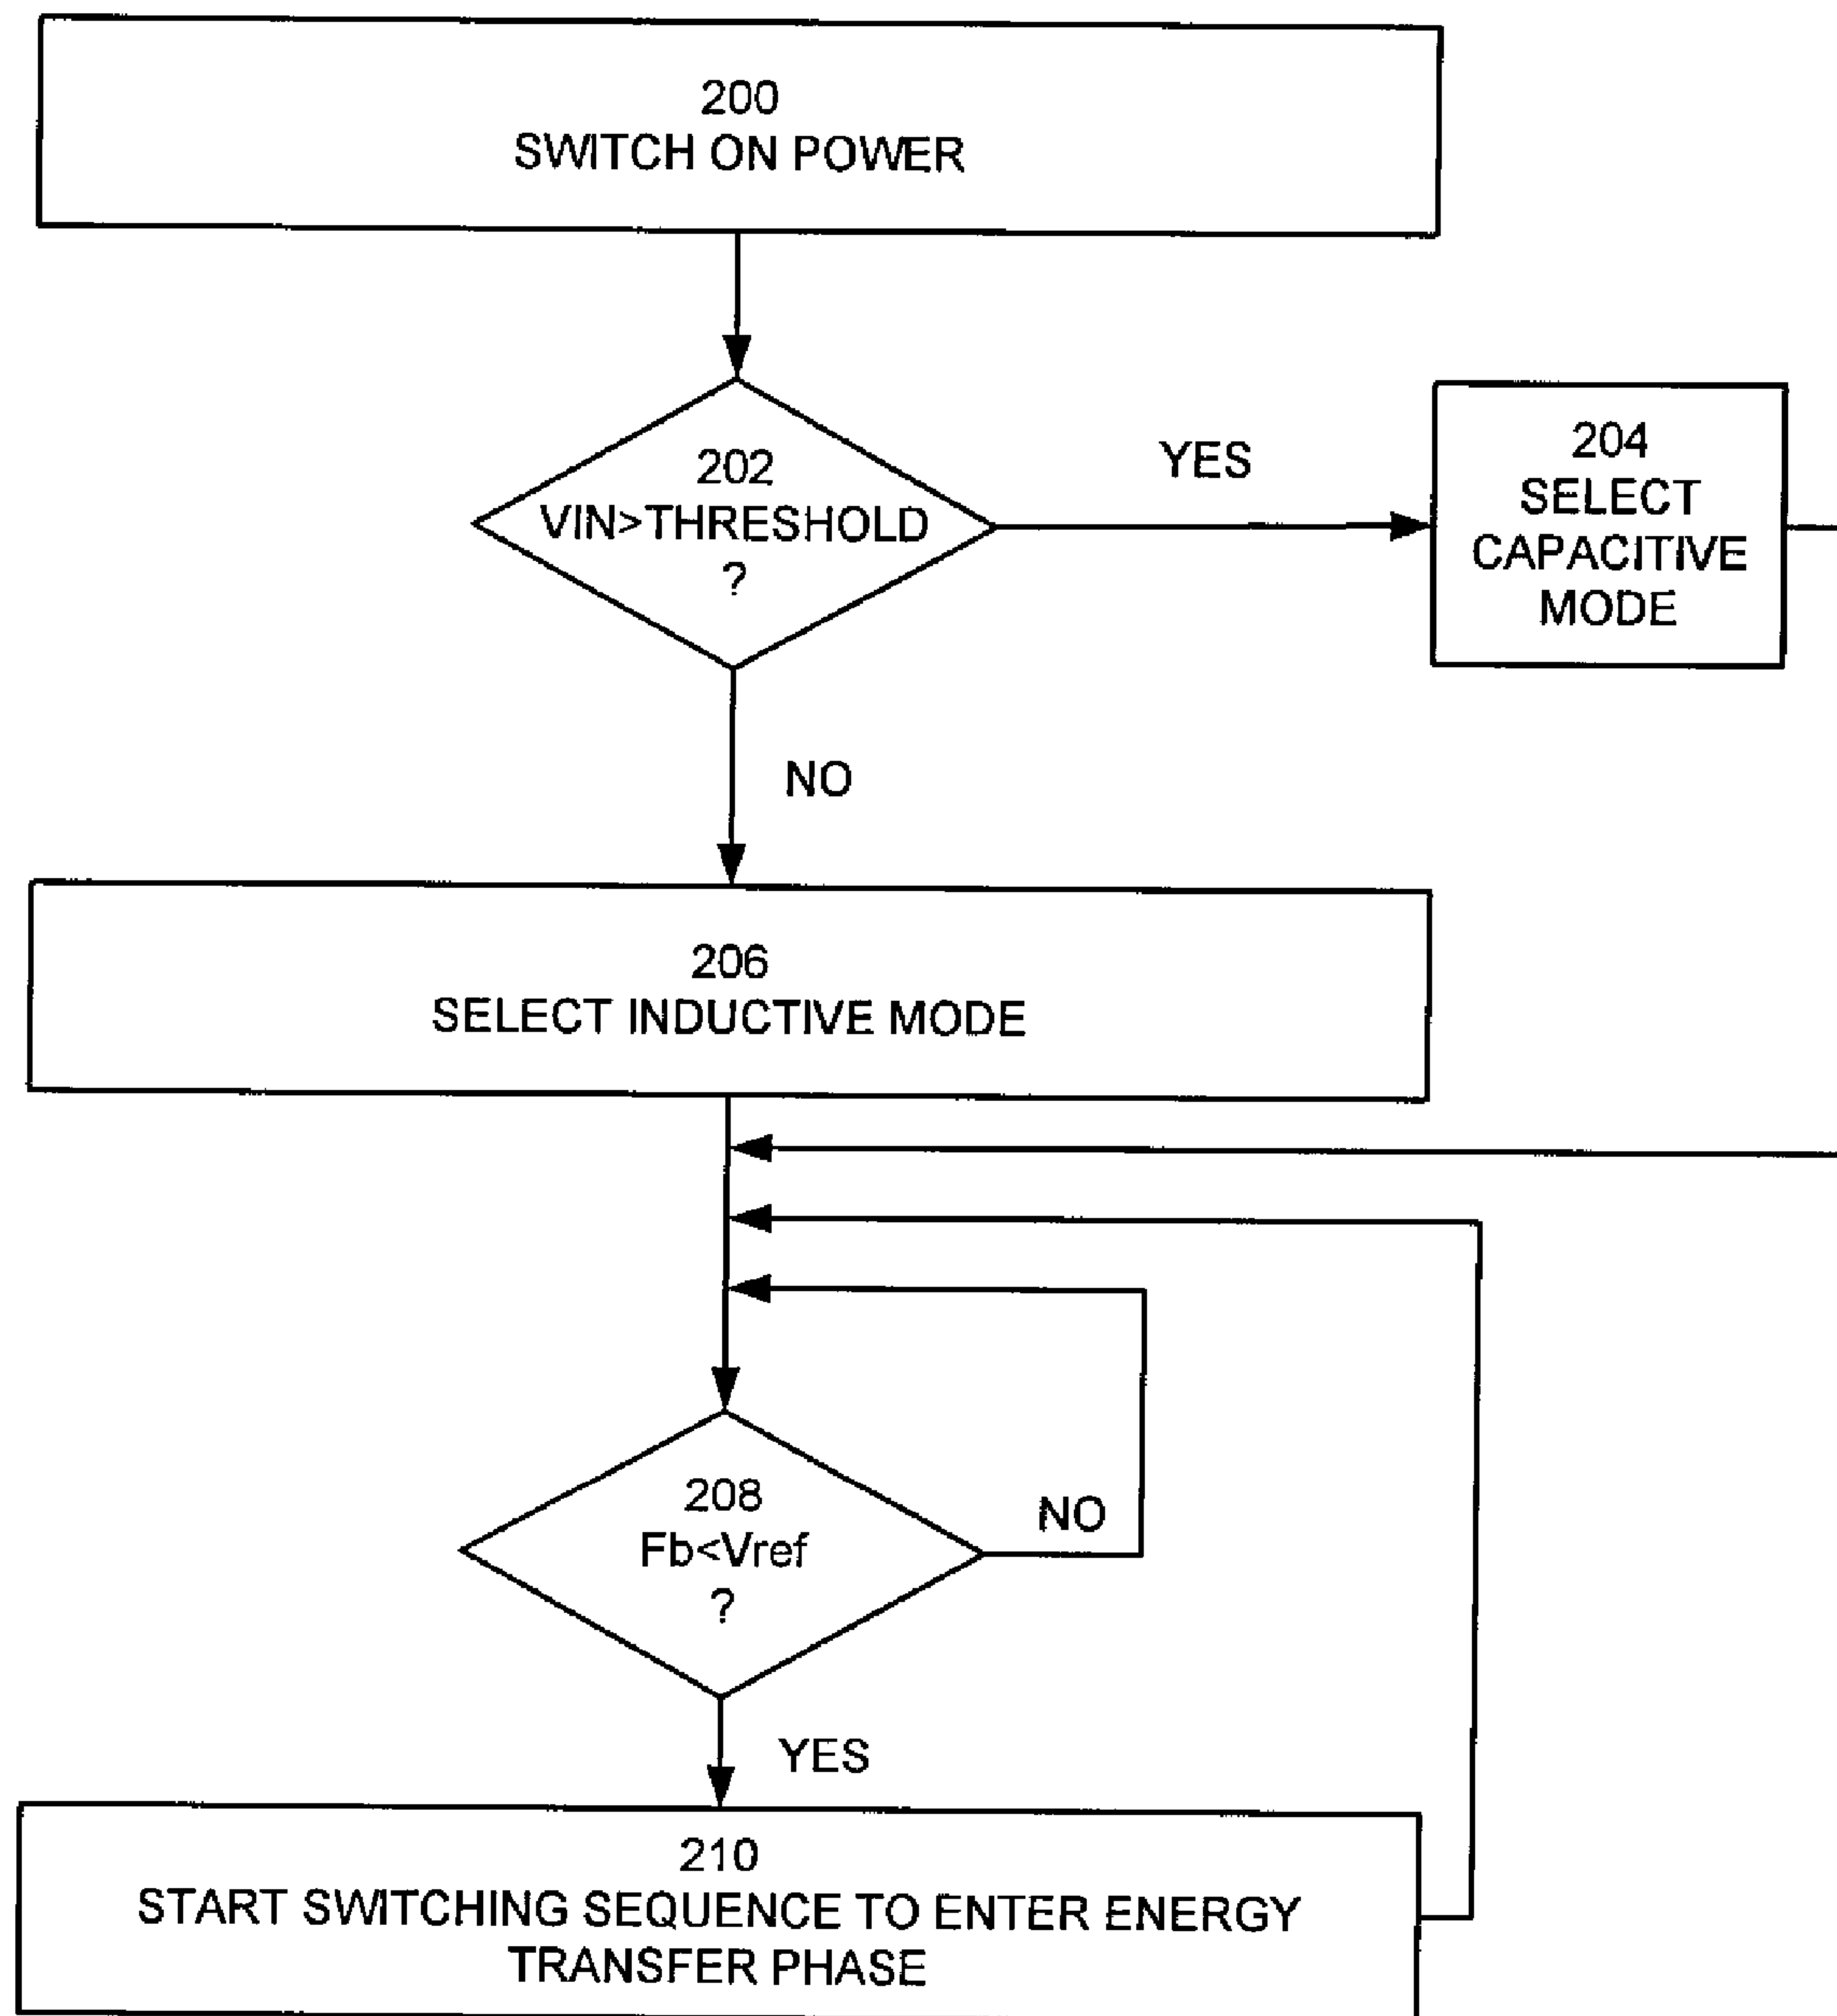 200
SWITCH ON POWER
202
VIN>THRESHOLD
?
YES
204
SELECT
CAPACITIVE
MODE
NO
206
SELECT INDUCTIVE MODE
208
Fb<Vref
?
NO
YES
210
START SWITCHING SEQUENCE TO ENTER ENERGY
TRANSFER PHASE